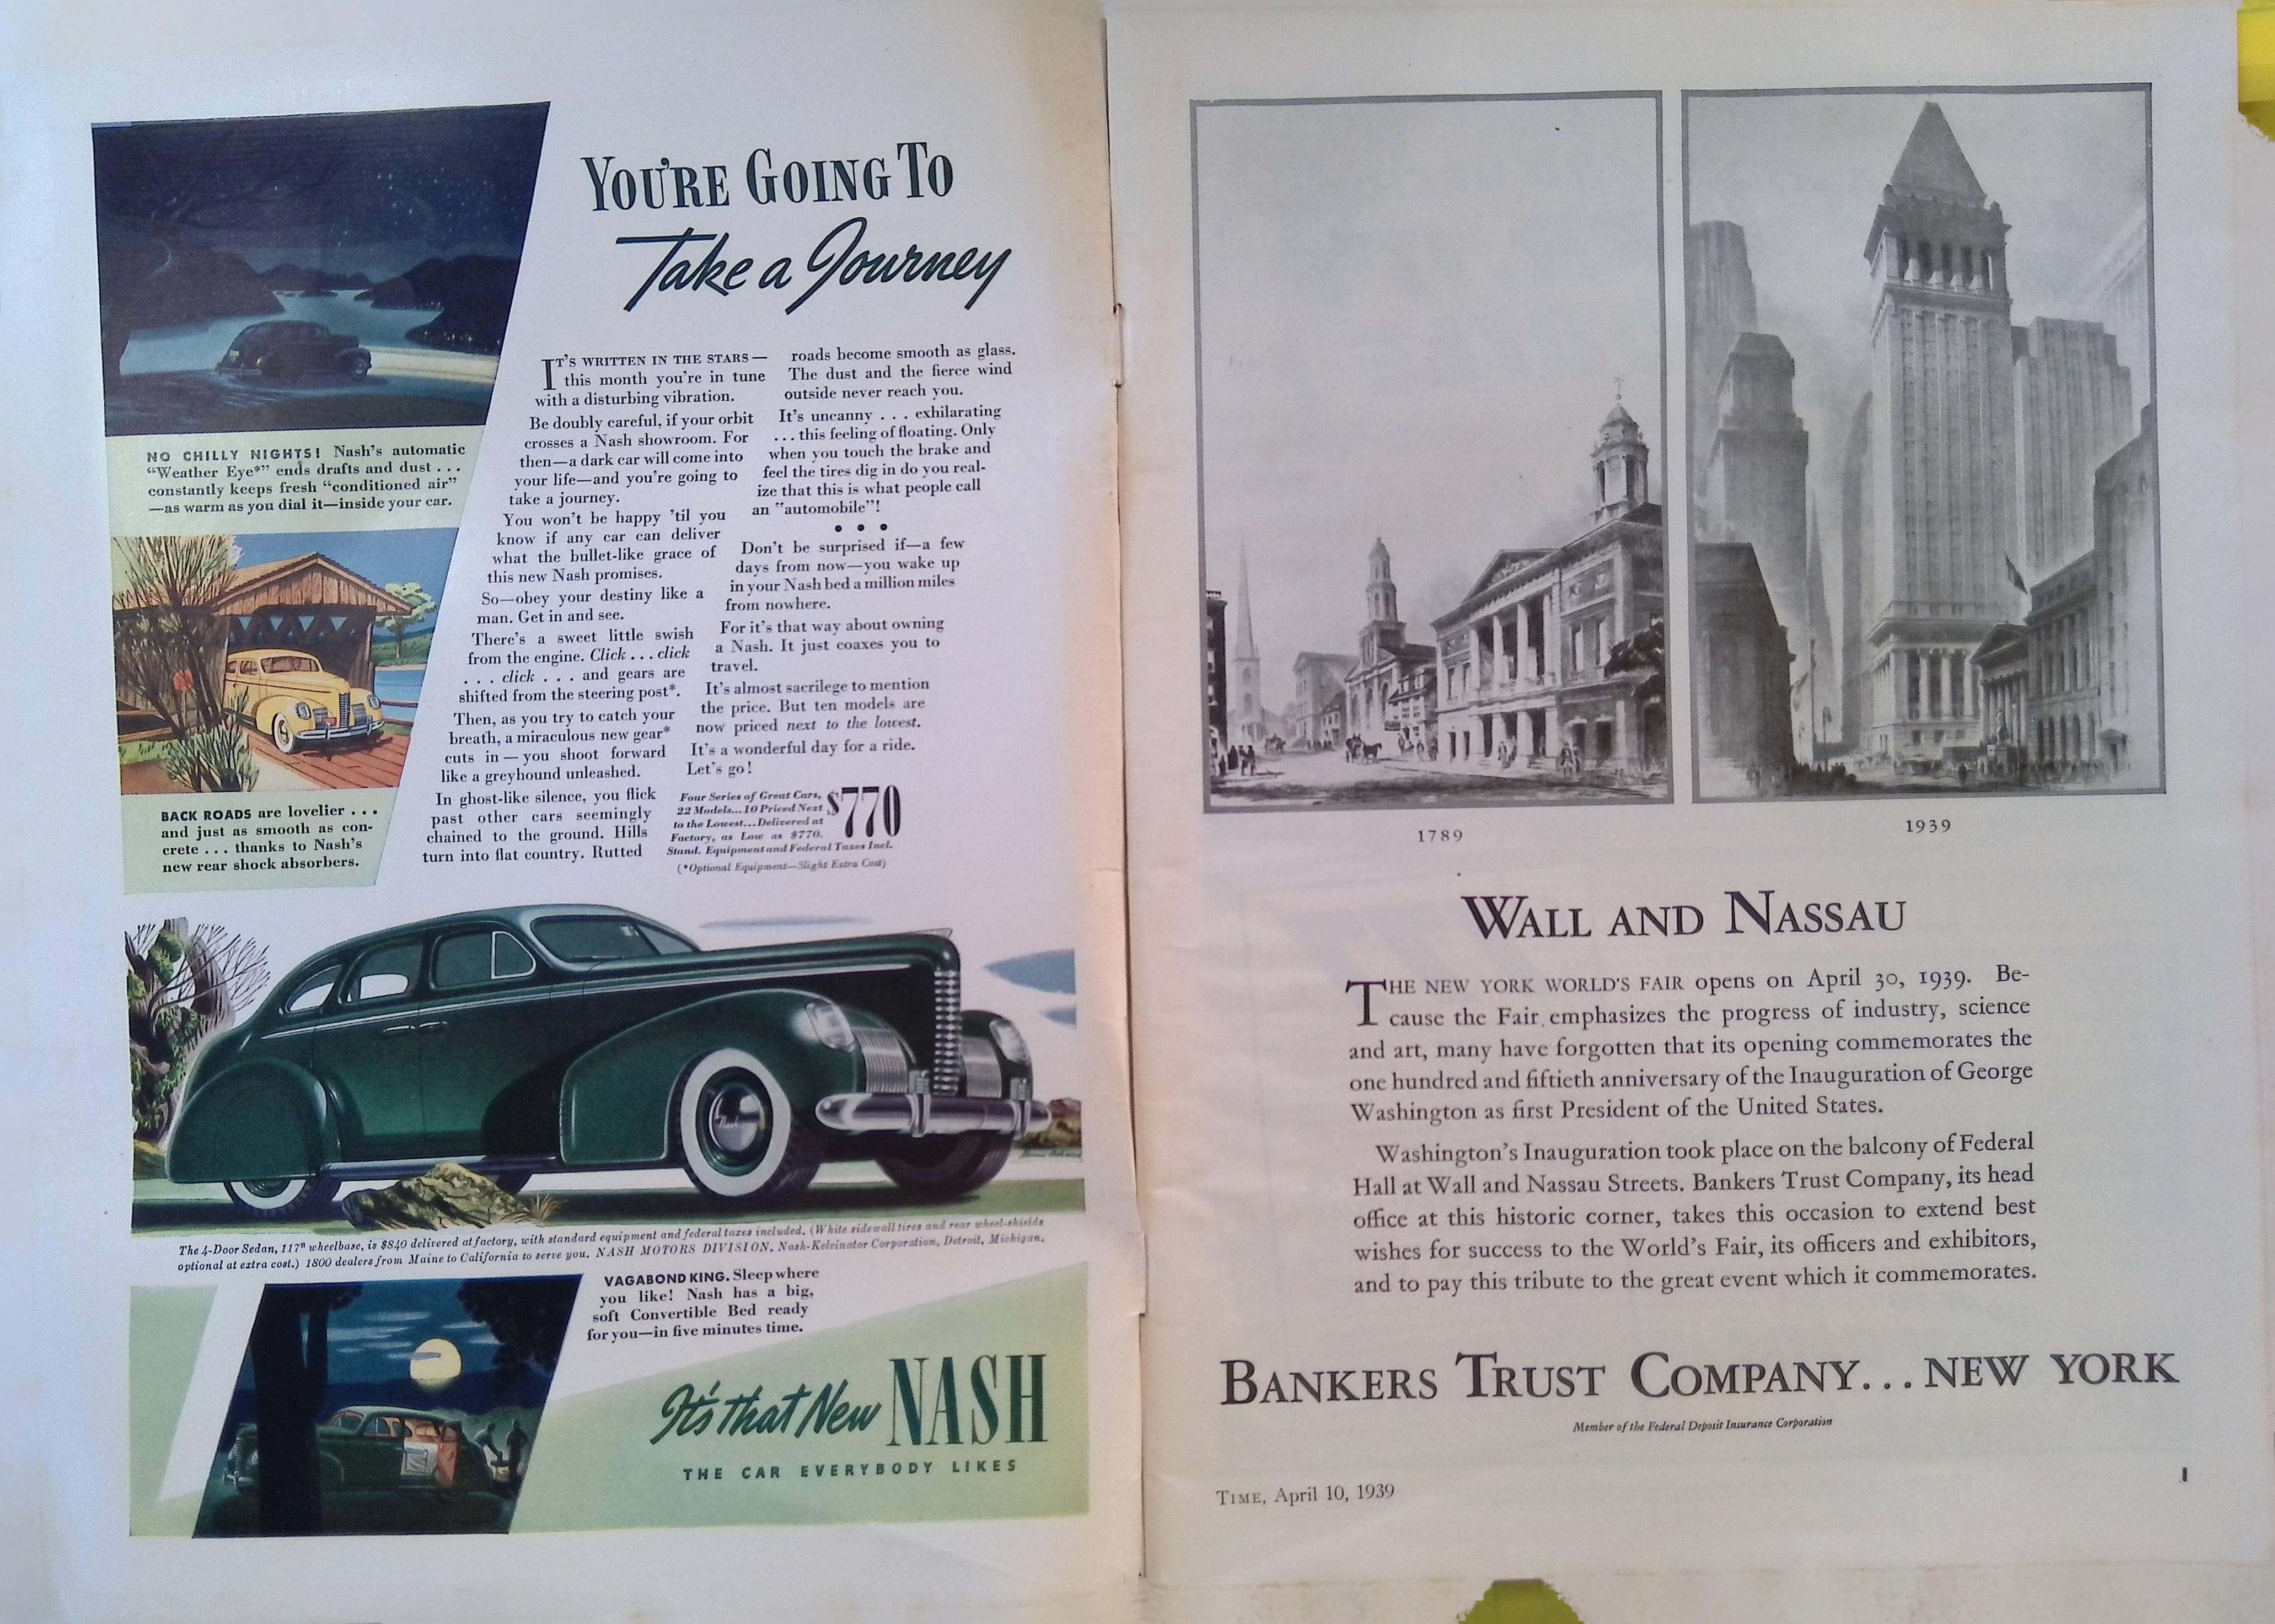 YOU'RE GOING TO
Take a Journey
NO CHILLY NIGHTS! Nash's automatic
"Weather Eye*" ends drafts and dust . . .
constantly keeps fresh "conditioned air"
—as warm as you dial it—inside your car.
BACK ROADS are lovelier . . .
and just as smooth as con-
crete . . . thanks to Nash's
new rear shock absorbers.
IT'S WRITTEN IN THE STARS—
this month you're in tune
with a disturbing vibration.
Be doubly careful, if your orbit
crosses a Nash showroom. For
then—a dark car will come into
your life—and you're going to
take a journey.
You won't be happy 'til you
know if any car can deliver
what the bullet-like grace of
this new Nash promises.
So—obey your destiny like a
man. Get in and see.
There's a sweet little swish
from the engine. Click . . . click
. . . click . . . and gears are
shifted from the steering post*.
Then, as you try to catch your
breath, a miraculous new gear*
cuts in — you shoot forward
like a greyhound unleashed.
In ghost-like silence, you flick
past other cars seemingly
chained to the ground. Hills
turn into flat country. Rutted
roads become smooth as glass.
The dust and the fierce wind
outside never reach you.
It's uncanny . . . exhilarating
. . . this feeling of floating. Only
when you touch the brake and
feel the tires dig in do you real-
ize that this is what people call
an "automobile"!
• • •
Don't be surprised if—a few
days from now—you wake up
in your Nash bed a million miles
from nowhere.
For it's that way about owning
a Nash. It just coaxes you to
travel.
It's almost sacrilege to mention
the price. But ten models are
now priced next to the lowest.
It's a wonderful day for a ride.
Let's go!
Four Series of Great Cars,
22 Models...10 Priced Next
to the Lowest...Delivered at
Factory, as Low as $770.
Stand. Equipment and Federal Taxes Incl.
$770
(*Optional Equipment—Slight Extra Cost)
Nash
The 4-Door Sedan, 117" wheelbase, is $840 delivered at factory, with standard equipment and federal taxes included. (White sidewall tires and rear wheel-shields
optional at extra cost.) 1800 dealers from Maine to California to serve you. NASH MOTORS DIVISION, Nash-Kelvinator Corporation, Detroit, Michigan.
VAGABOND KING. Sleep where
you like! Nash has a big,
soft Convertible Bed ready
for you—in five minutes time.
It's that New NASH
THE CAR EVERYBODY LIKES
1789
1939
WALL AND NASSAU
THE NEW YORK WORLD'S FAIR opens on April 30, 1939. Be-
cause the Fair emphasizes the progress of industry, science
and art, many have forgotten that its opening commemorates the
one hundred and fiftieth anniversary of the Inauguration of George
Washington as first President of the United States.
Washington's Inauguration took place on the balcony of Federal
Hall at Wall and Nassau Streets. Bankers Trust Company, its head
office at this historic corner, takes this occasion to extend best
wishes for success to the World's Fair, its officers and exhibitors,
and to pay this tribute to the great event which it commemorates.
BANKERS TRUST COMPANY...NEW YORK
Member of the Federal Deposit Insurance Corporation
TIME, April 10, 1939
1